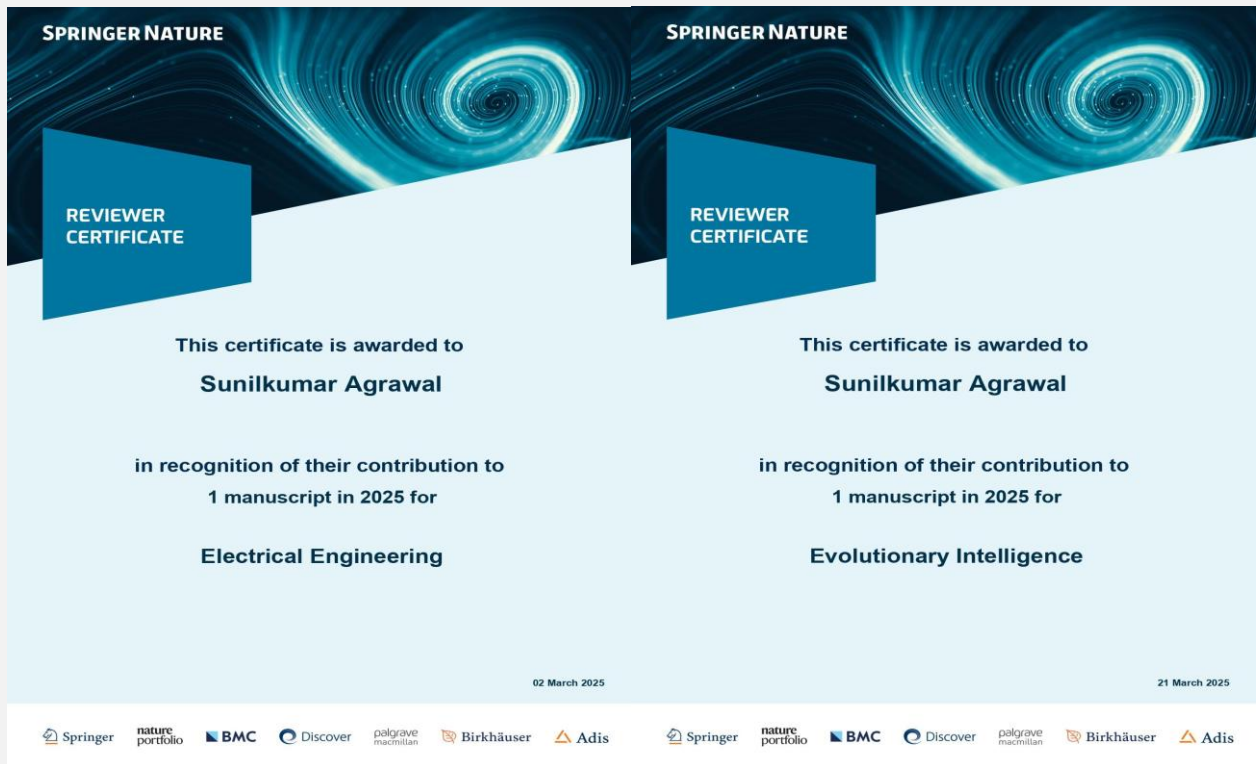 SPRINGER NATURE
REVIEWER
CERTIFICATE
This certificate is awarded to
Sunilkumar Agrawal
in recognition of their contribution to
1 manuscript in 2025 for
Electrical Engineering
02 March 2025
Springer
nature portfolio
BMC
Discover
palgrave macmillan
Birkhäuser
Adis
SPRINGER NATURE
REVIEWER
CERTIFICATE
This certificate is awarded to
Sunilkumar Agrawal
in recognition of their contribution to
1 manuscript in 2025 for
Evolutionary Intelligence
21 March 2025
Springer
nature portfolio
BMC
Discover
palgrave macmillan
Birkhäuser
Adis